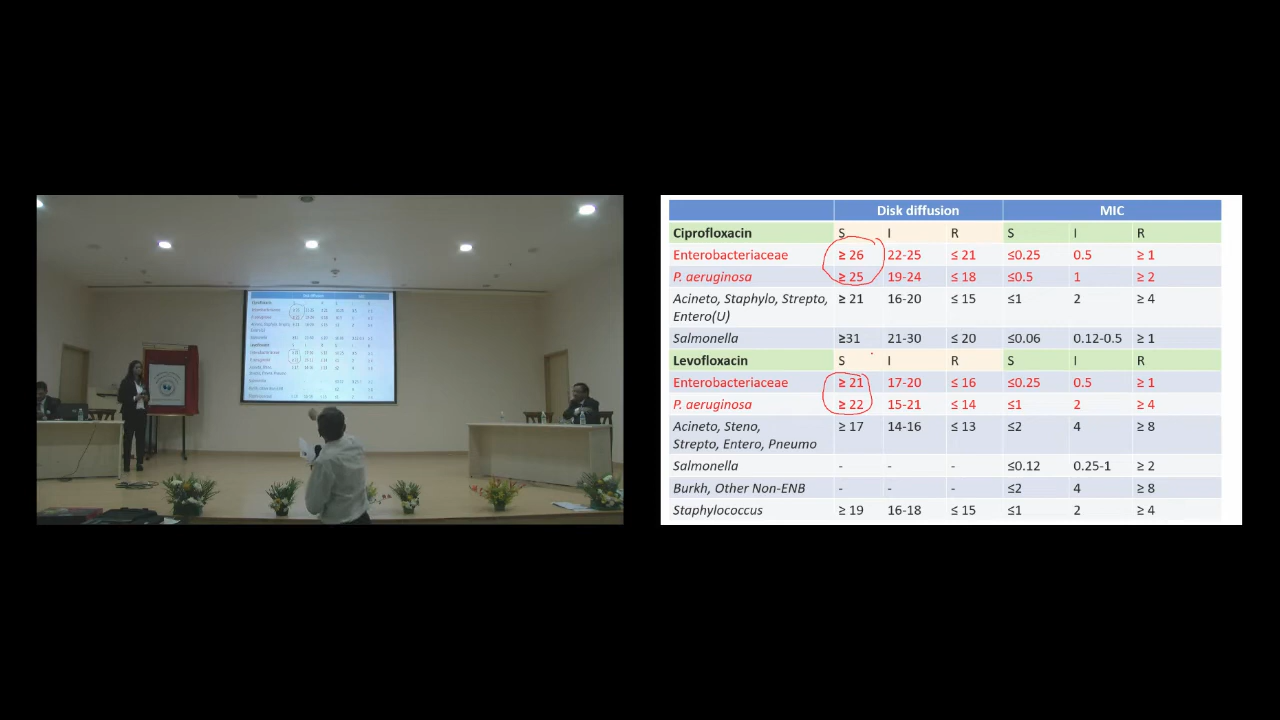 Disk diffusion MIC
Ciprofloxacin S I R S I R
Enterobacteriaceae ≥ 26 22-25 ≤ 21 ≤0.25 0.5 ≥ 1
P. aeruginosa ≥ 25 19-24 ≤ 18 ≤0.5 1 ≥ 2
Acineto, Staphylo, Strepto, ≥ 21 16-20 ≤ 15 ≤1 2 ≥ 4
Entero(U)
Salmonella ≥31 21-30 ≤ 20 ≤0.06 0.12-0.5 ≥ 1
Levofloxacin S I R S I R
Enterobacteriaceae ≥ 21 17-20 ≤ 16 ≤0.25 0.5 ≥1
P. aeruginosa ≥ 22 15-21 ≤ 14 ≤1 2 ≥ 4
Acineto, Steno, ≥ 17 14-16 ≤ 13 ≤2 4 ≥ 8
Strepto, Entero, Pneumo
Salmonella - - - ≤0.12 0.25-1 ≥ 2
Burkh, Other Non-ENB - - - ≤2 4 ≥ 8
Staphylococcus ≥ 19 16-18 ≤ 15 ≤1 2 ≥ 4